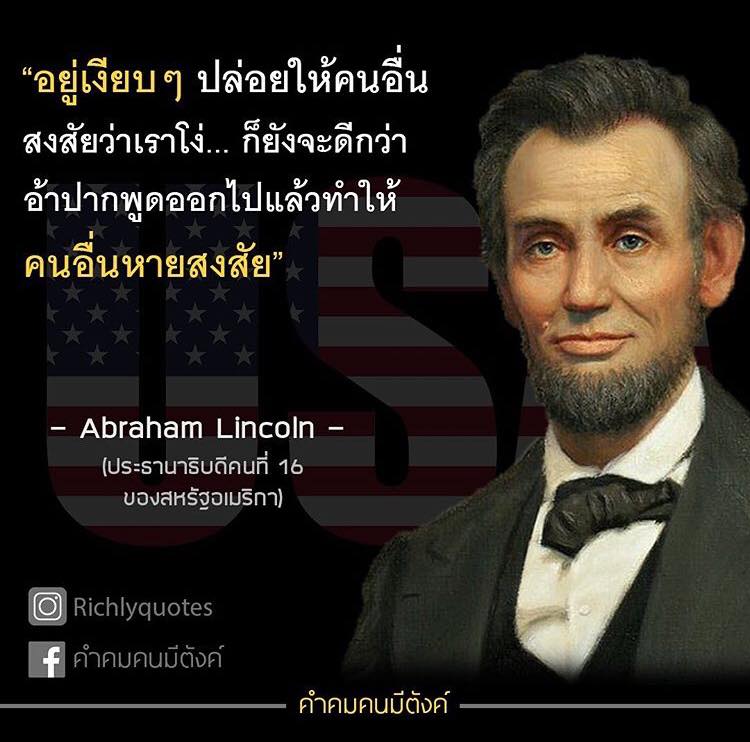 “อยู่เงียบๆ ปล่อยให้คนอื่น
สงสัยว่าเราโง่... ก็ยังจะดีกว่า
อ้าปากพูดออกไปแล้วทำให้
คนอื่นหายสงสัย”
USA
– Abraham Lincoln –
(ประธานาธิบดีคนที่ 16
ของสหรัฐอเมริกา)
Richlyquotes
คำคมคนมีตังค์
คำคมคนมีตังค์